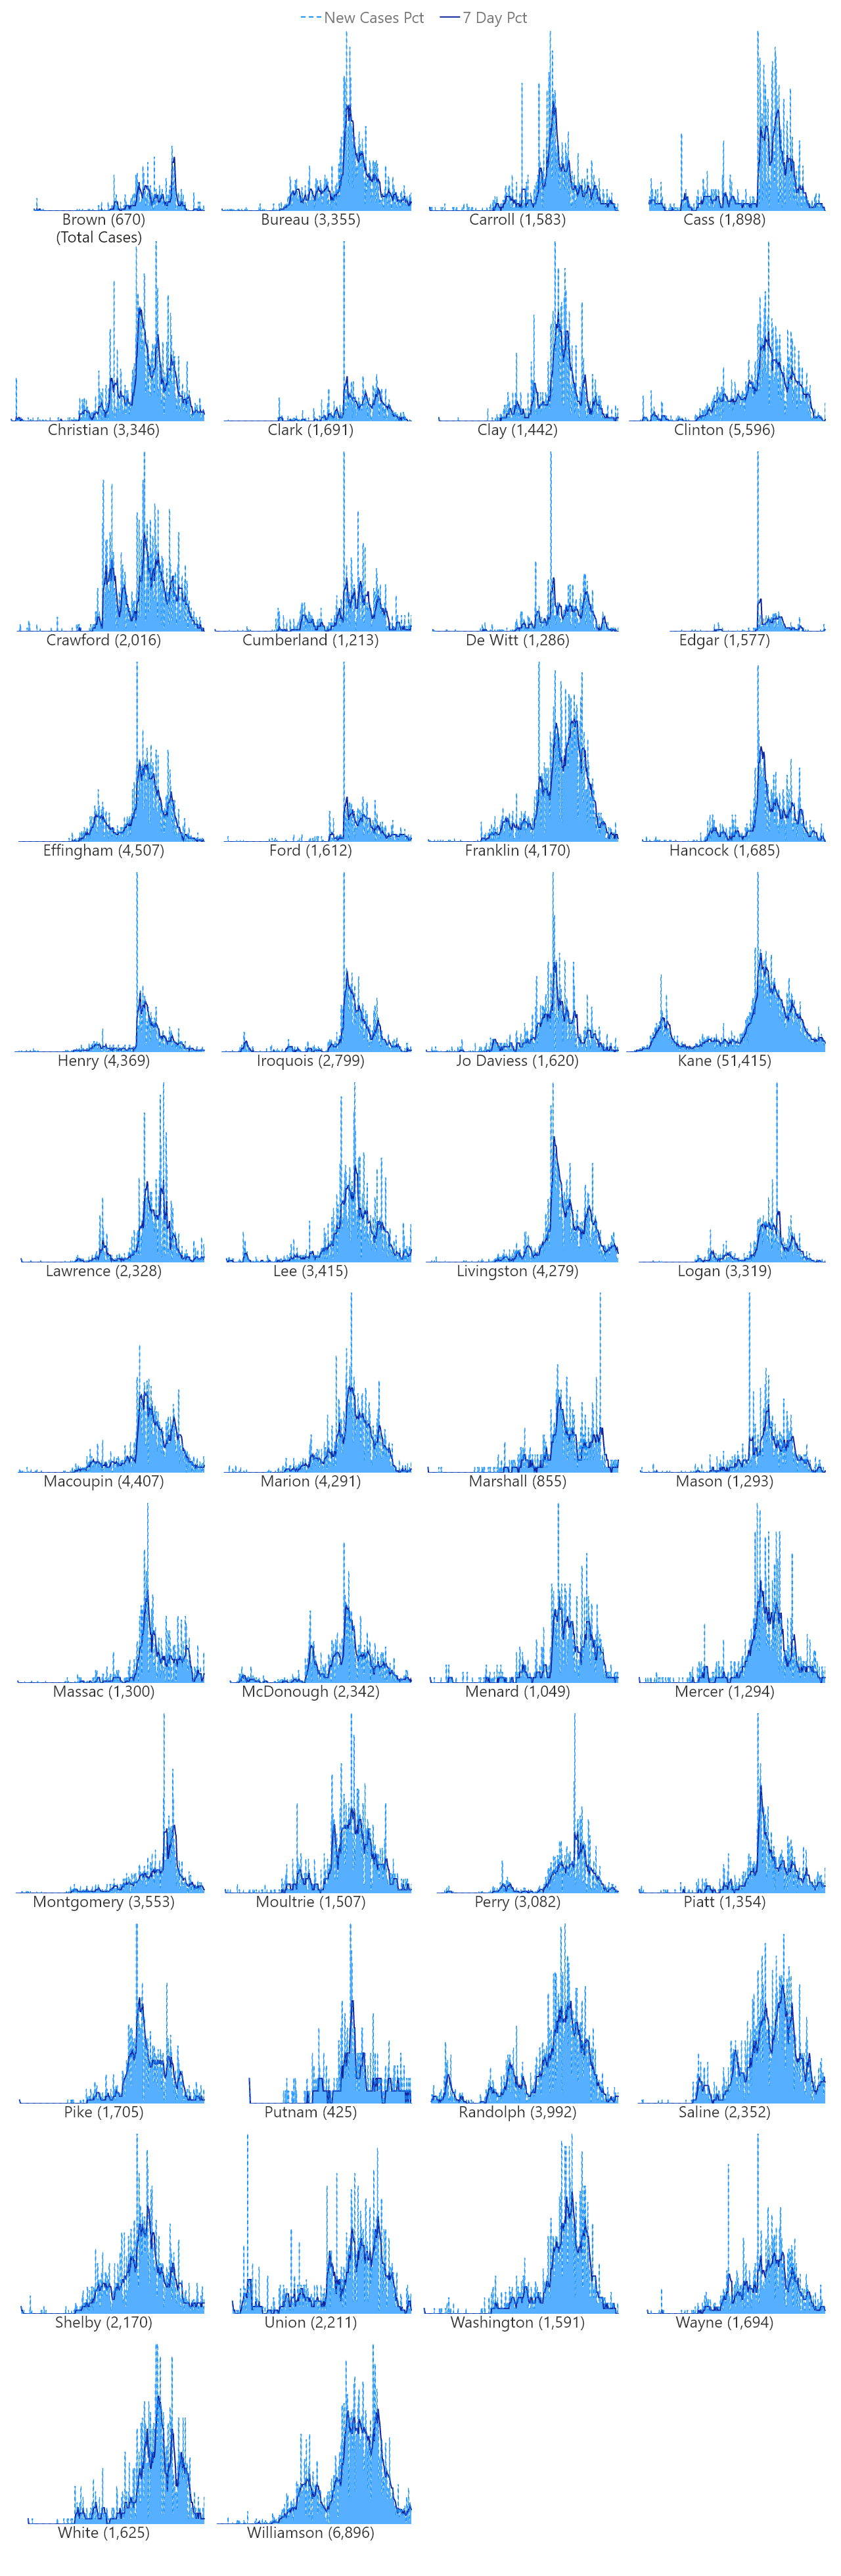 New Cases Pct 7 Day Pct
Brown (670) Bureau (3,355) Carroll (1,583) Cass (1,898)
(Total Cases)
Christian (3,346) Clark (1,691) Clay (1,442) Clinton (5,596)
Crawford (2,016) Cumberland (1,213) De Witt (1,286) Edgar (1,577)
Effingham (4,507) Ford (1,612) Franklin (4,170) Hancock (1,685)
Henry (4,369) Iroquois (2,799) Jo Daviess (1,620) Kane (51,415)
Lawrence (2,328) Lee (3,415) Livingston (4,279) Logan (3,319)
Macoupin (4,407) Marion (4,291) Marshall (855) Mason (1,293)
Massac (1,300) McDonough (2,342) Menard (1,049) Mercer (1,294)
Montgomery (3,553) Moultrie (1,507) Perry (3,082) Piatt (1,354)
Pike (1,705) Putnam (425) Randolph (3,992) Saline (2,352)
Shelby (2,170) Union (2,211) Washington (1,591) Wayne (1,694)
White (1,625) Williamson (6,896)